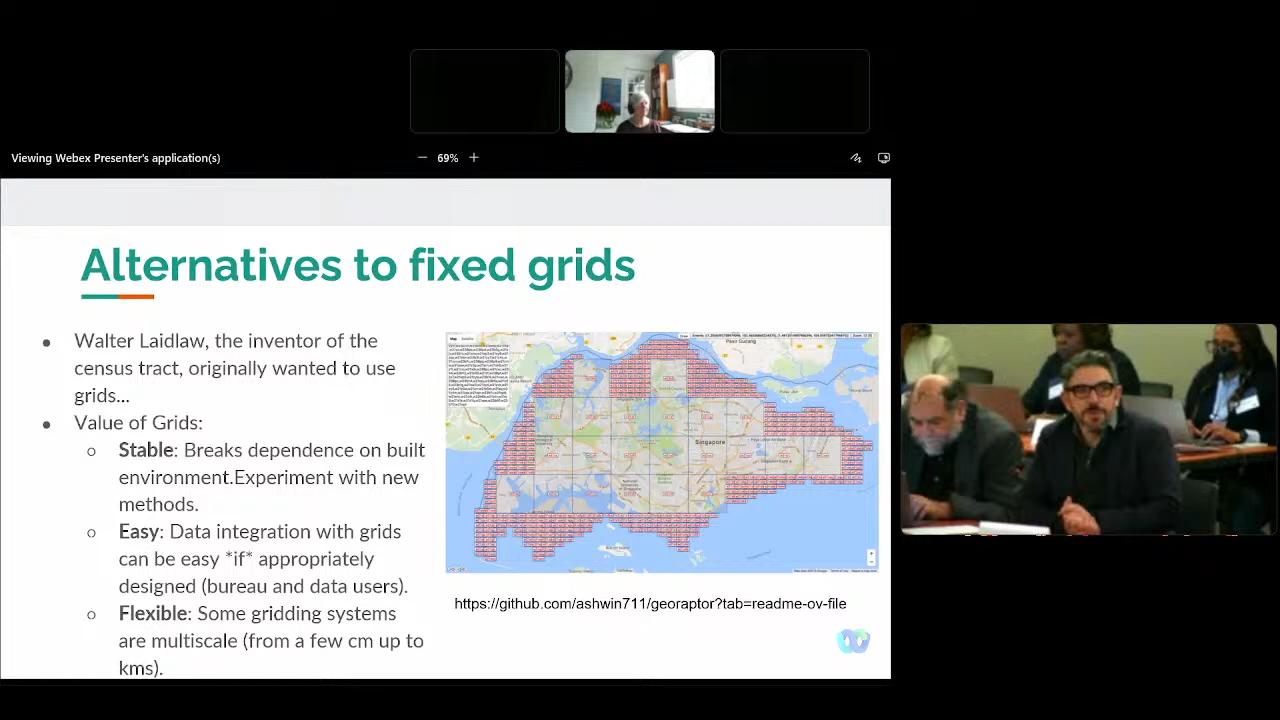 Viewing Webex Presenter's application(s)
69%
Alternatives to fixed grids
Walter Laidlaw, the inventor of the
census tract, originally wanted to use
grids...
Value of Grids:
Stable: Breaks dependence on built
environment.Experiment with new
methods.
Easy: Data integration with grids
can be easy *if* appropriately
designed (bureau and data users).
Flexible: Some gridding systems
are multiscale (from a few cm up to
kms).
Singapore
https://github.com/ashwin711/georaptor?tab=readme-ov-file